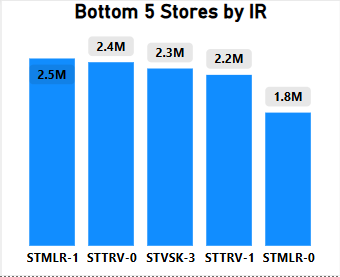 Bottom 5 Stores by IR
2.5M
2.4M
2.3M
2.2M
1.8M
STMLR-1 STTRV-0 STVSK-3 STTRV-1 STMLR-0